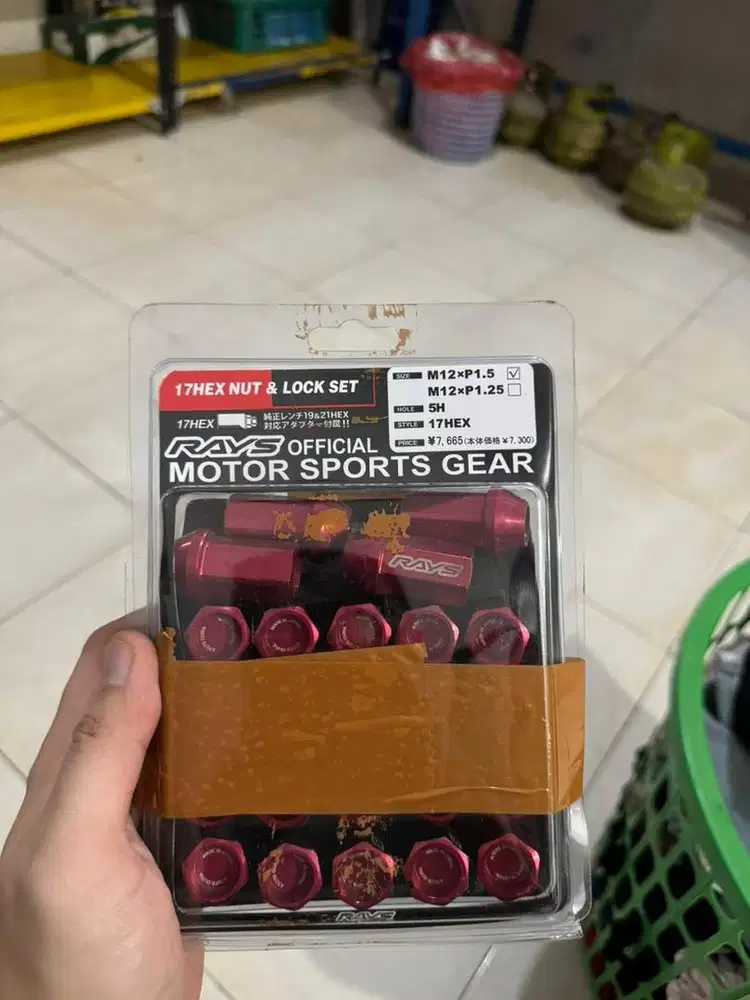 17HEX NUT & LOCK SET
SIZE M12×P1.5 ☑
M12×P1.25 ☐
HOLE 5H
STYLE 17HEX
PRICE ¥7,665(本体価格 ¥7,300)
17HEX 純正レンチ19&21HEX
対応アダプター付属!!
RAYS OFFICIAL
MOTOR SPORTS GEAR
RAYS
RAYS